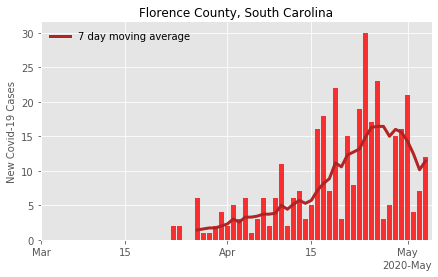 Florence County, South Carolina
7 day moving average
New Covid-19 Cases
30
25
20
15
10
5
0
Mar
15
Apr
15
May
2020-May